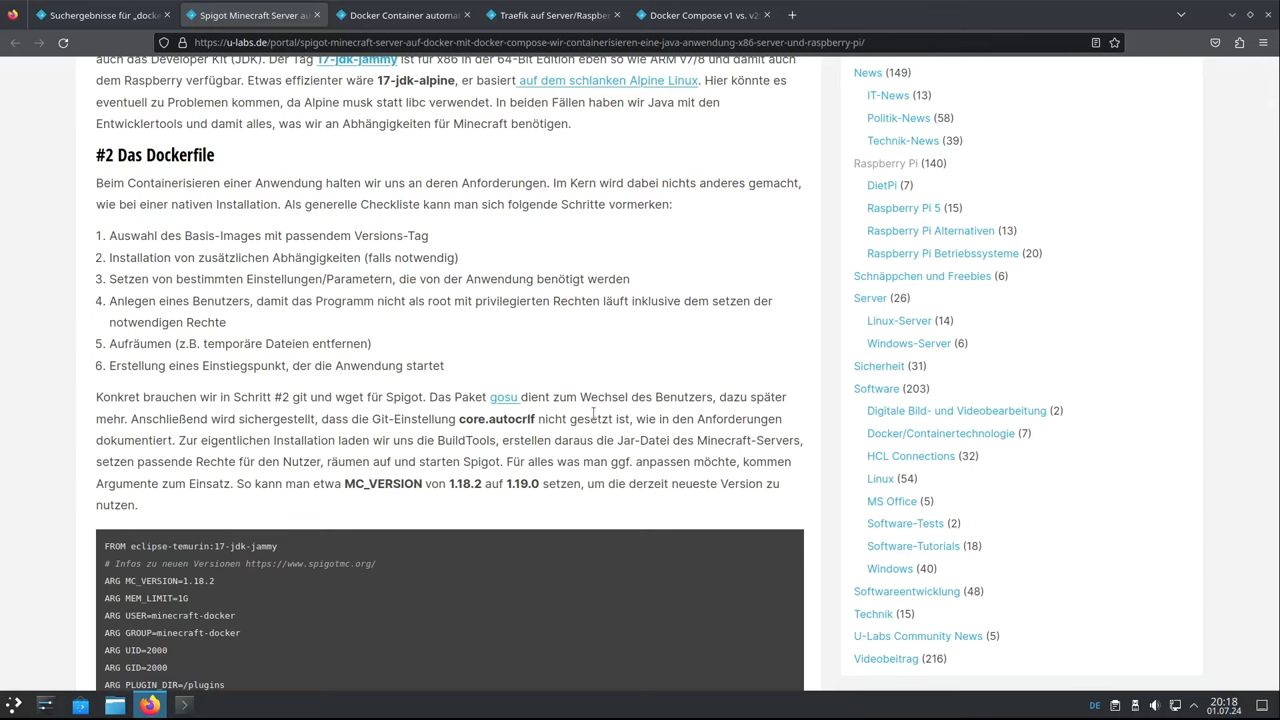 Suchergebnisse für „docke
Spigot Minecraft Server au
Docker Container automat
Traefik auf Server/Raspber
Docker Compose v1 vs. v2
https://u-labs.de/portal/spigot-minecraft-server-auf-docker-mit-docker-compose-wir-containerisieren-eine-java-anwendung-x86-server-und-raspberry-pi/
auch das Developer Kit (JDK). Der Tag 17-jdk-jammy ist für x86 in der 64-Bit Edition eben so wie ARM v7/8 und damit auch
dem Raspberry verfügbar. Etwas effizienter wäre 17-jdk-alpine, er basiert auf dem schlanken Alpine Linux. Hier könnte es
eventuell zu Problemen kommen, da Alpine musk statt libc verwendet. In beiden Fällen haben wir Java mit den
Entwicklertools und damit alles, was wir an Abhängigkeiten für Minecraft benötigen.
#2 Das Dockerfile
Beim Containerisieren einer Anwendung halten wir uns an deren Anforderungen. Im Kern wird dabei nichts anderes gemacht,
wie bei einer nativen Installation. Als generelle Checkliste kann man sich folgende Schritte vormerken:
1. Auswahl des Basis-Images mit passendem Versions-Tag
2. Installation von zusätzlichen Abhängigkeiten (falls notwendig)
3. Setzen von bestimmten Einstellungen/Parametern, die von der Anwendung benötigt werden
4. Anlegen eines Benutzers, damit das Programm nicht als root mit privilegierten Rechten läuft inklusive dem setzen der
notwendigen Rechte
5. Aufräumen (z.B. temporäre Dateien entfernen)
6. Erstellung eines Einstiegspunkt, der die Anwendung startet
Konkret brauchen wir in Schritt #2 git und wget für Spigot. Das Paket gosu dient zum Wechsel des Benutzers, dazu später
mehr. Anschließend wird sichergestellt, dass die Git-Einstellung core.autocrlf nicht gesetzt ist, wie in den Anforderungen
dokumentiert. Zur eigentlichen Installation laden wir uns die BuildTools, erstellen daraus die Jar-Datei des Minecraft-Servers,
setzen passende Rechte für den Nutzer, räumen auf und starten Spigot. Für alles was man ggf. anpassen möchte, kommen
Argumente zum Einsatz. So kann man etwa MC_VERSION von 1.18.2 auf 1.19.0 setzen, um die derzeit neueste Version zu
nutzen.
FROM eclipse-temurin:17-jdk-jammy
# Infos zu neuen Versionen https://www.spigotmc.org/
ARG MC_VERSION=1.18.2
ARG MEM_LIMIT=1G
ARG USER=minecraft-docker
ARG GROUP=minecraft-docker
ARG UID=2000
ARG GID=2000
ARG PLUGIN_DIR=/plugins
News (149)
IT-News (13)
Politik-News (58)
Technik-News (39)
Raspberry Pi (140)
DietPi (7)
Raspberry Pi 5 (15)
Raspberry Pi Alternativen (13)
Raspberry Pi Betriebssysteme (20)
Schnäppchen und Freebies (6)
Server (26)
Linux-Server (14)
Windows-Server (6)
Sicherheit (31)
Software (203)
Digitale Bild- und Videobearbeitung (2)
Docker/Containertechnologie (7)
HCL Connections (32)
Linux (54)
MS Office (5)
Software-Tests (2)
Software-Tutorials (18)
Windows (40)
Softwareentwicklung (48)
Technik (15)
U-Labs Community News (5)
Videobeitrag (216)
DE
20:18
01.07.24